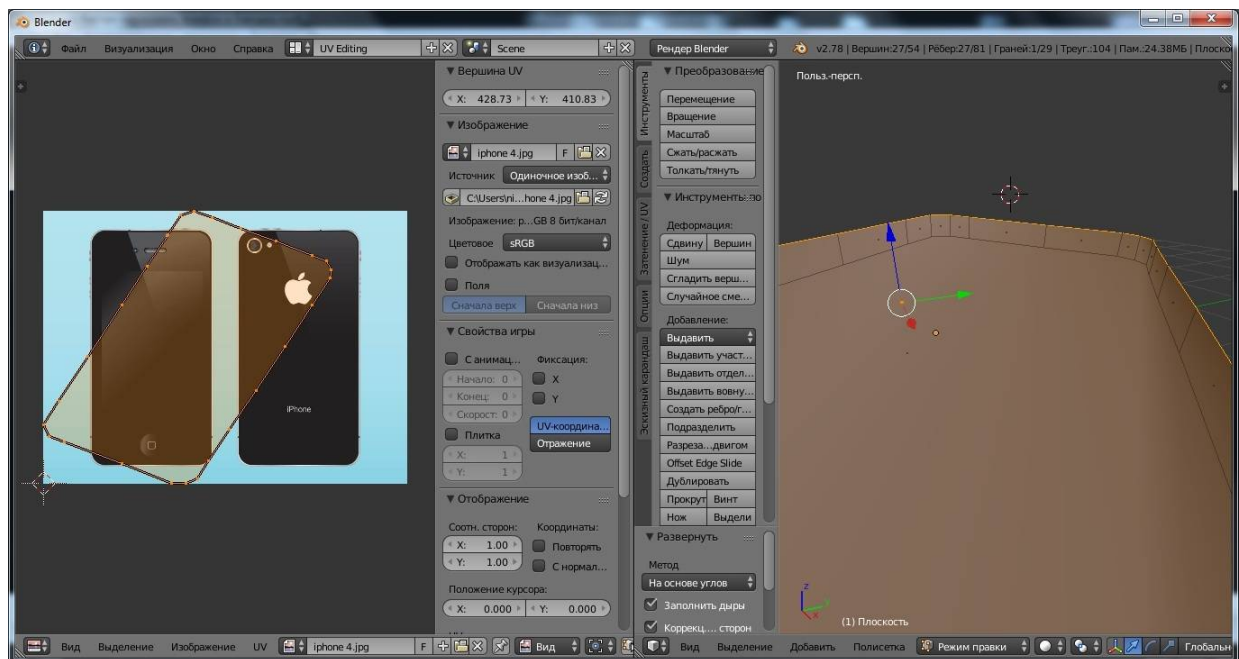 Blender
Файл Визуализация Окно Справка UV Editing Scene Рендер Blender v2.78 | Вершин:27/54 | Рёбер:27/81 | Граней:1/29 | Треуг.:104 | Пам.:24.38МБ | Плоско
▼ Вершина UV
X: 428.73 Y: 410.83
▼ Изображение
iphone 4.jpg F
Источник Одиночное изоб...
C:\Users\ni...hone 4.jpg
Изображение: р...GB 8 бит/канал
Цветовое sRGB
Отображать как визуализац...
Поля
Сначала верх Сначала низ
▼ Свойства игры
С анимац... Фиксация:
Начало: 0 X
Конец: 0 Y
Скорост: 0
UV-координа...
Плитка Отражение
X: 1
Y: 1
▼ Отображение
Соотн. сторон: Координаты:
X: 1.00 Повторять
Y: 1.00 С нормал...
Положение курсора:
X: 0.000 Y: 0.000
iPhone
Инструменты
Создать
Затенение / UV
Опции
Эскизный карандаш
▼ Преобразование
Перемещение
Вращение
Масштаб
Сжать/расжать
Толкать/тянуть
▼ Инструменты по
Деформация:
Сдвину Вершин
Шум
Сгладить верш...
Случайное сме...
Добавление:
Выдавить
Выдавить участ...
Выдавить отдел...
Выдавить вовну...
Создать ребро/г...
Подразделить
Разреза...двигом
Offset Edge Slide
Дублировать
Прокрут Винт
Нож Выдели
▼ Развернуть
Метод
На основе углов
Заполнить дыры
Коррекц.... сторон
Польз.-персп.
z
y
x
(1) Плоскость
Вид Выделение Изображение UV iphone 4.jpg F Вид
Вид Выделение Добавить Полисетка Режим правки Глобальн